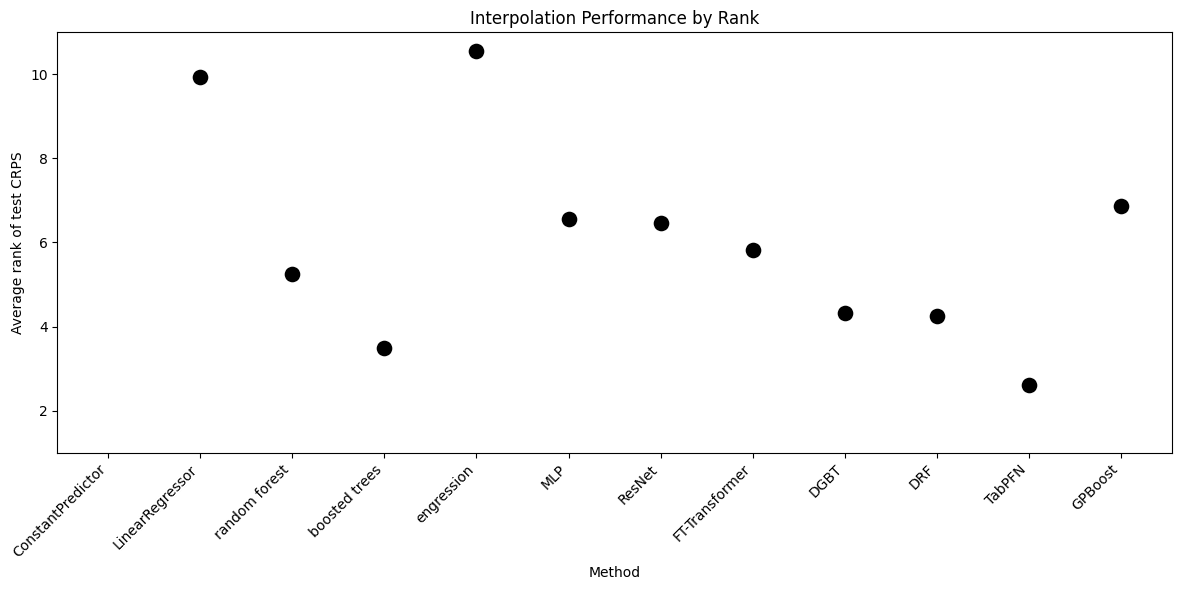 Interpolation Performance by Rank
Average rank of test CRPS
10
8
6
4
2
ConstantPredictor
LinearRegressor
random forest
boosted trees
engression
MLP
ResNet
FT-Transformer
DGBT
DRF
TabPFN
GPBoost
Method